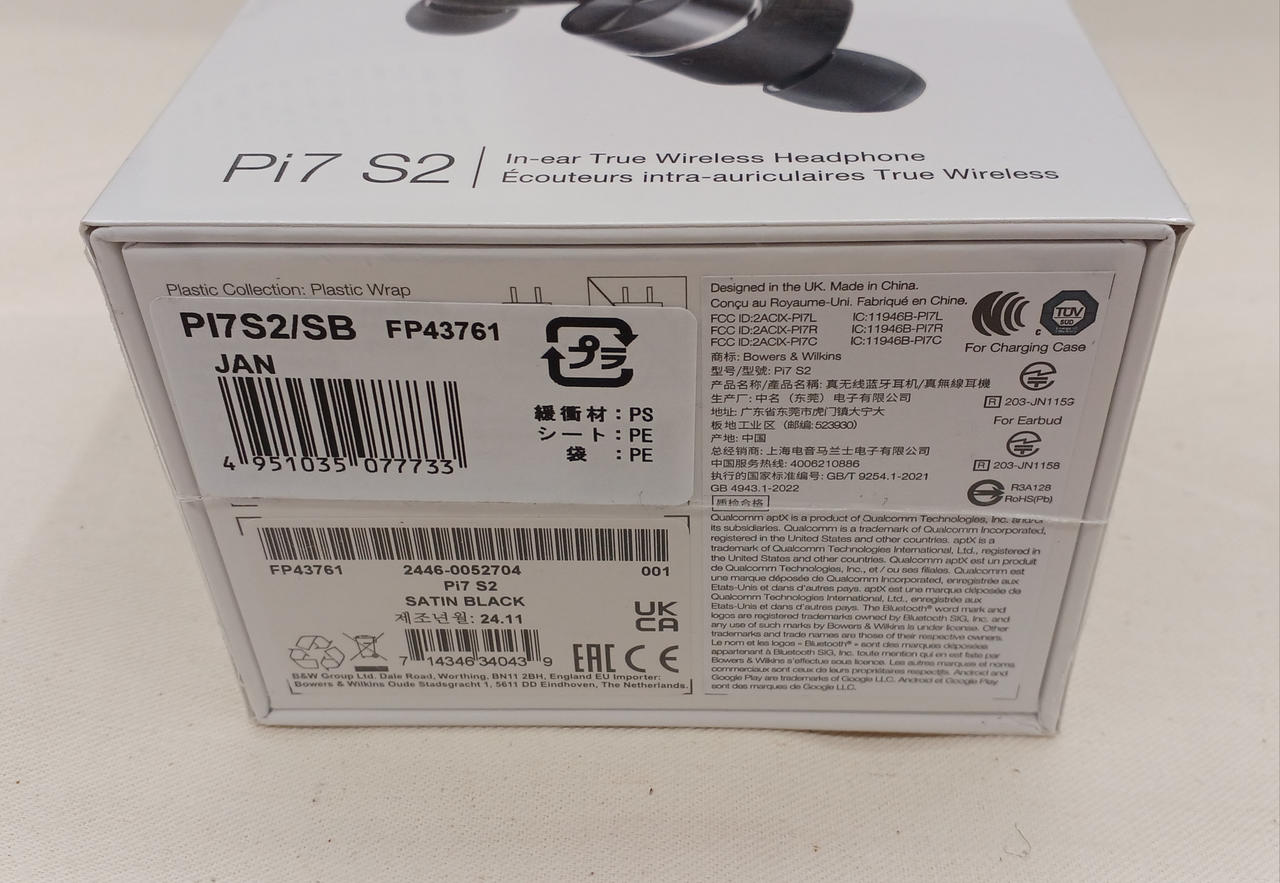 Pi7 S2
In-ear True Wireless Headphone
Écouteurs intra-auriculaires True Wireless
Plastic Collection: Plastic Wrap
PI7S2/SB FP43761
JAN
4 951035 077733
プラ
緩衝材：PS
シート：PE
袋　：PE
FP43761 2446-0052704 001
Pi7 S2
SATIN BLACK
제조년월: 24.11
UK
CA
7 14346 34043 9
EAC CE
B&W Group Ltd. Dale Road, Worthing, BN11 2BH, England EU Importer:
Bowers & Wilkins Oude Stadsgracht 1, 5611 DD Eindhoven, The Netherlands.
Designed in the UK. Made in China.
Conçu au Royaume-Uni. Fabriqué en Chine.
FCC ID:2ACIX-PI7L IC:11946B-PI7L
FCC ID:2ACIX-PI7R IC:11946B-PI7R
FCC ID:2ACIX-PI7C IC:11946B-PI7C
商标: Bowers & Wilkins
型号/型號: Pi7 S2
产品名称/產品名稱: 真无线蓝牙耳机/真無線耳機
生产厂: 中名（东莞）电子有限公司
地址: 广东省东莞市虎门镇大宁大
板地工业区（邮编:523930）
产地: 中国
总经销商: 上海电音马兰士电子有限公司
中国服务热线: 4006210886
执行的国家标准编号: GB/T 9254.1-2021
GB 4943.1-2022
质检合格
C
TÜV
SÜD
For Charging Case
R 203-JN1159
For Earbud
R 203-JN1158
R3A128
RoHS(Pb)
Qualcomm aptX is a product of Qualcomm Technologies, Inc. and/or
its subsidiaries. Qualcomm is a trademark of Qualcomm Incorporated,
registered in the United States and other countries. aptX is a
trademark of Qualcomm Technologies International, Ltd., registered in
the United States and other countries. Qualcomm aptX est un produit
de Qualcomm Technologies, Inc., et / ou ses filiales. Qualcomm est
une marque déposée de Qualcomm Incorporated, enregistrée aux
Etats-Unis et dans d'autres pays. aptX est une marque déposée de
Qualcomm Technologies International, Ltd., enregistrée aux
Etats-Unis et dans d'autres pays. The Bluetooth® word mark and
logos are registered trademarks owned by Bluetooth SIG, Inc. and
any use of such marks by Bowers & Wilkins is under license. Other
trademarks and trade names are those of their respective owners.
Le nom et les logos « Bluetooth® » sont des marques déposées
appartenant à Bluetooth SIG, Inc. toute mention qui en est faite par
Bowers & Wilkins s'effectue sous licence. Les autres marques et noms
commerciaux sont ceux de leurs propriétaires respectifs. Android and
Google Play are trademarks of Google LLC. Android et Google Play
sont des marques de Google LLC.